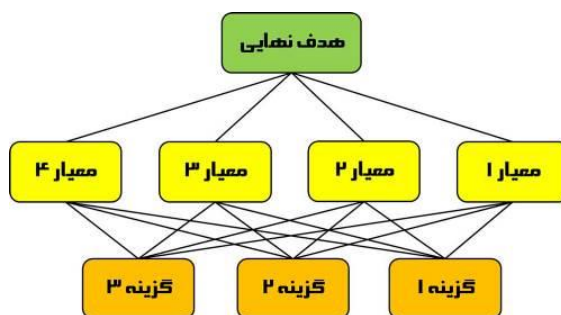 هدف نهایی
معیار ۱
معیار ۲
معیار ۳
معیار ۴
گزینه ۱
گزینه ۲
گزینه ۳